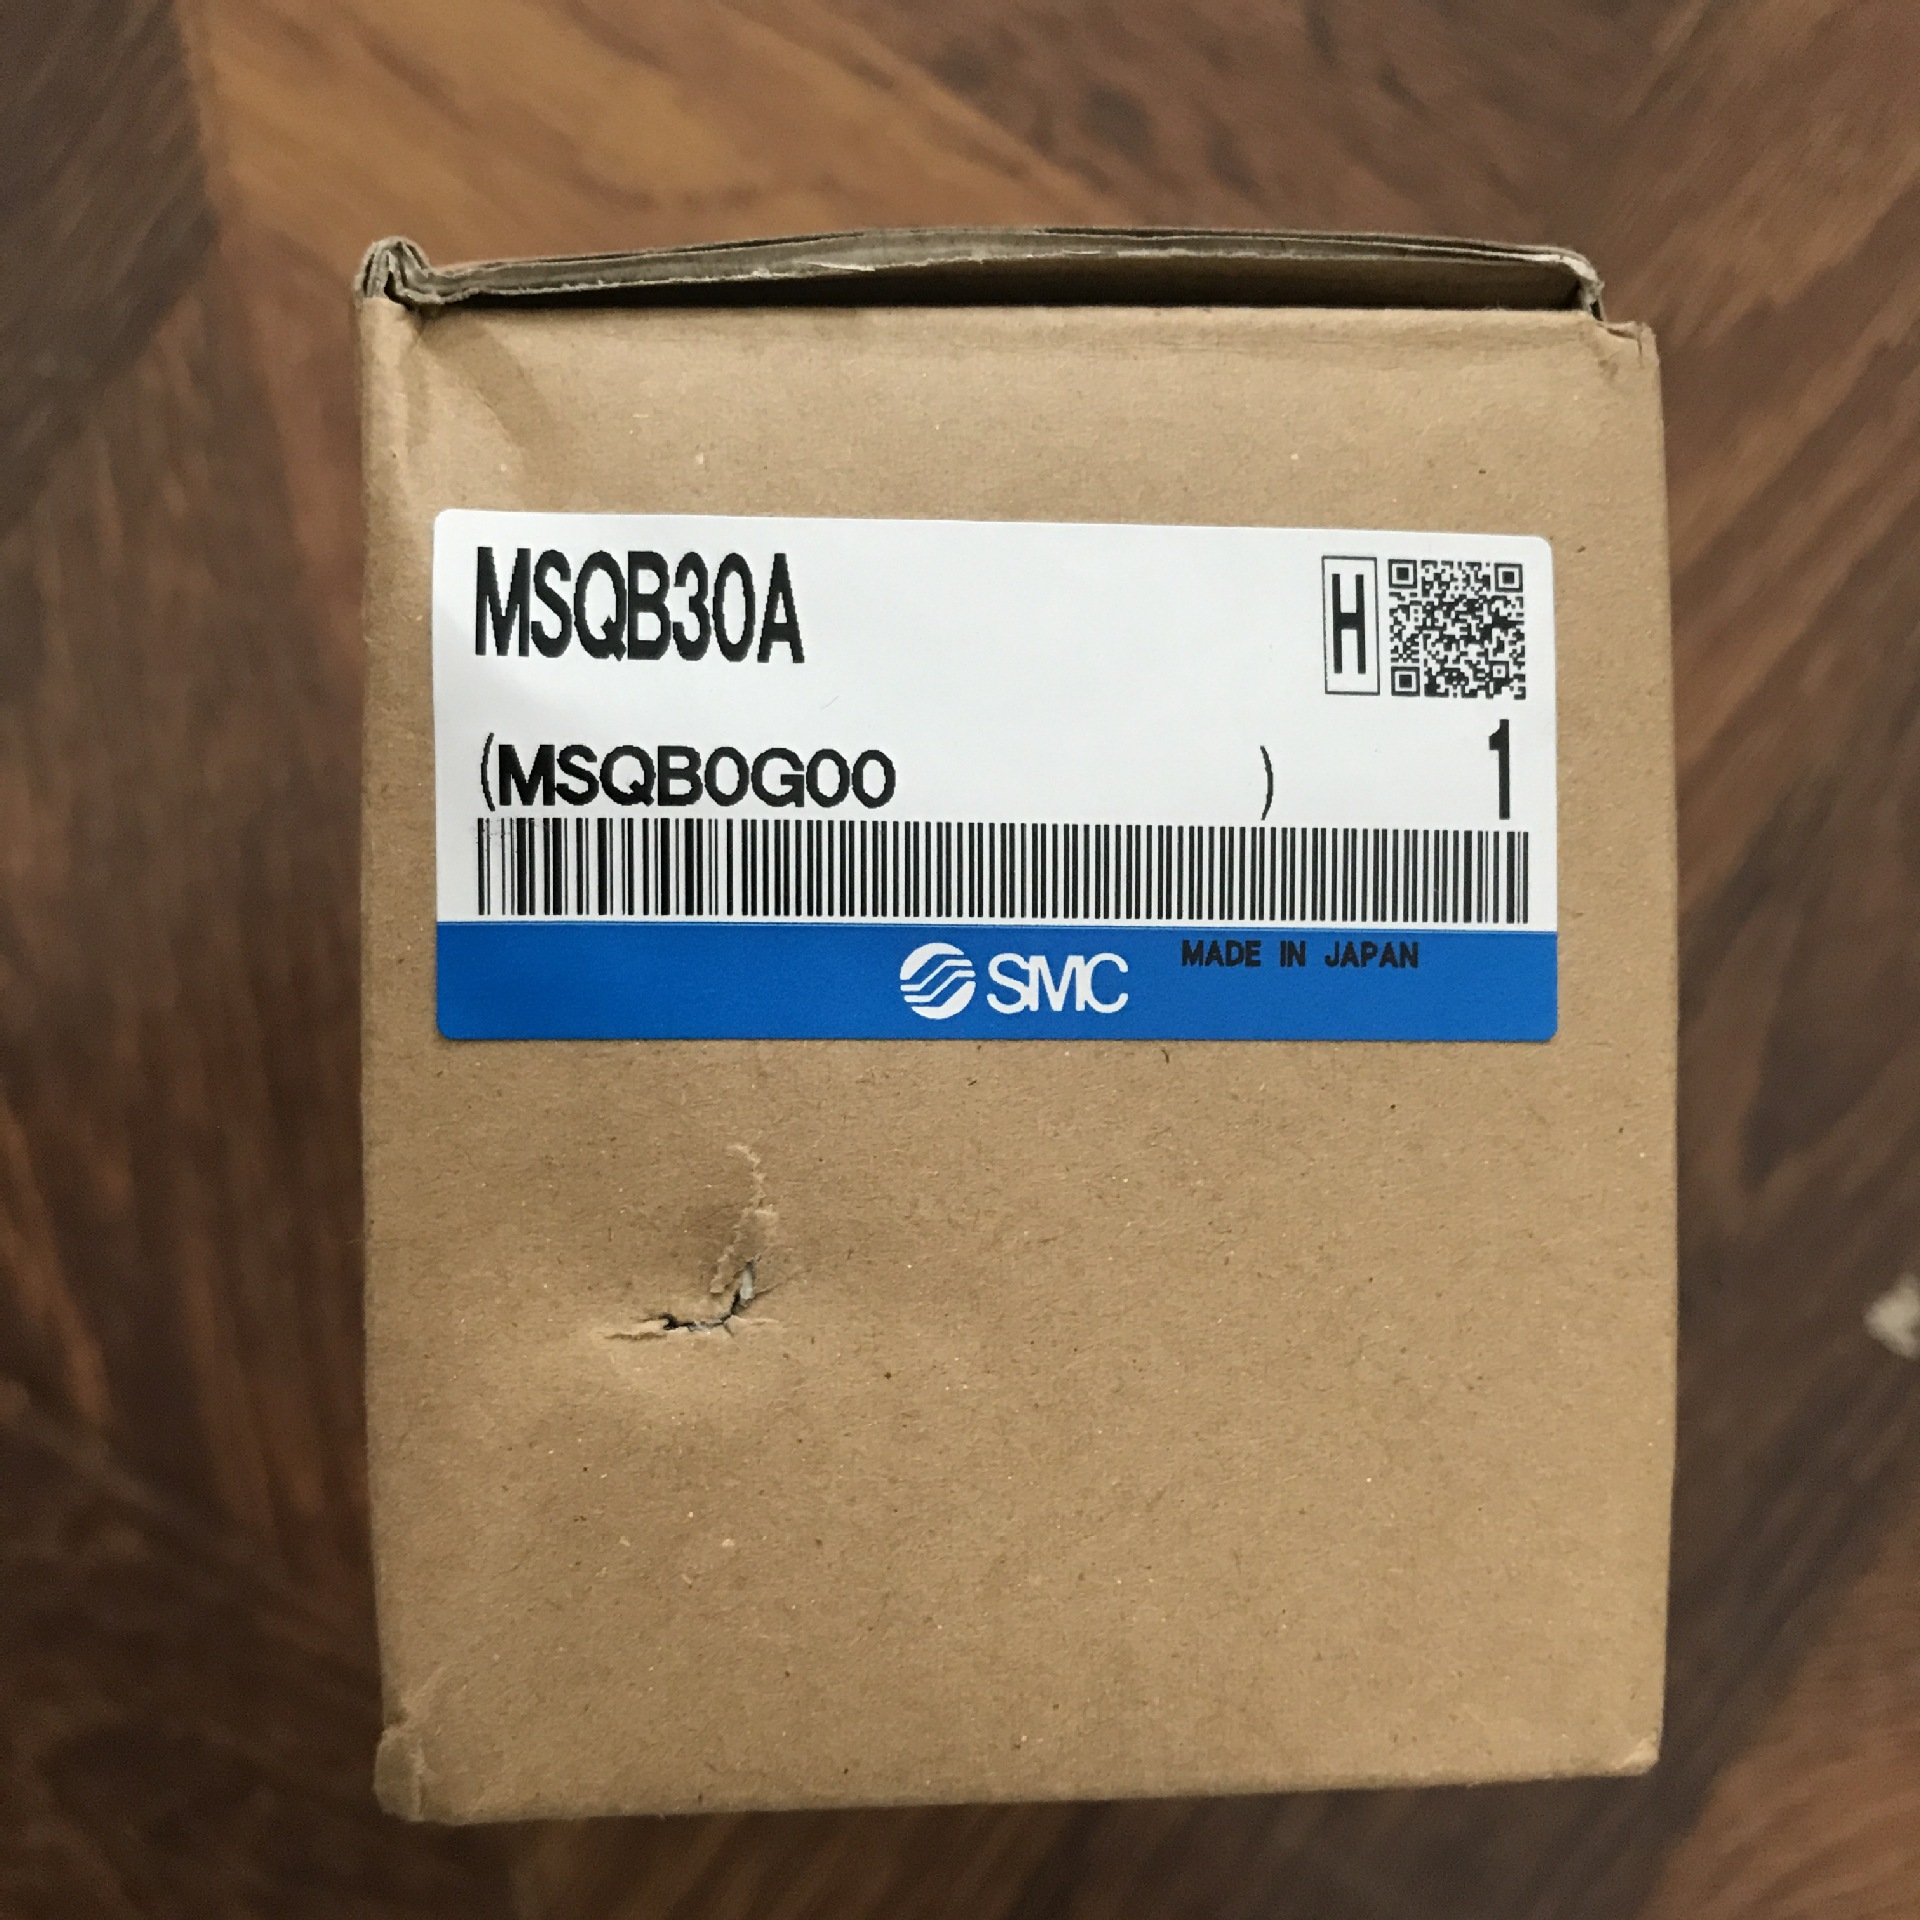 MSQB30A
H
(MSQB0G00 )
1
SMC
MADE IN JAPAN